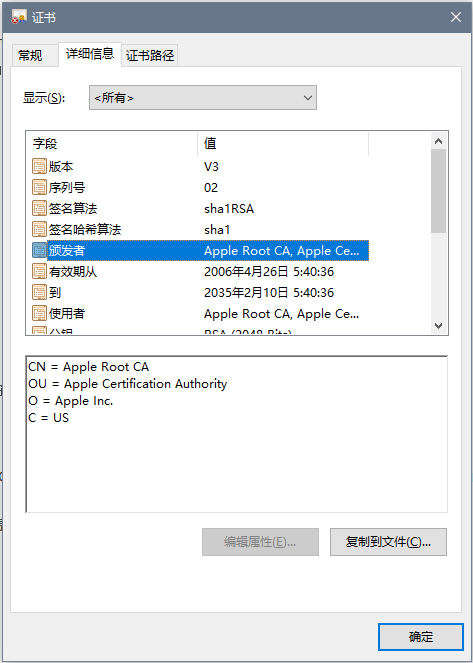 证书
常规
详细信息
证书路径
显示(S):
<所有>
字段 值
版本 V3
序列号 02
签名算法 sha1RSA
签名哈希算法 sha1
颁发者 Apple Root CA, Apple Ce...
有效期从 2006年4月26日 5:40:36
到 2035年2月10日 5:40:36
使用者 Apple Root CA, Apple Ce...
公钥 RSA (2048 Bits)
CN = Apple Root CA
OU = Apple Certification Authority
O = Apple Inc.
C = US
编辑属性(E)...
复制到文件(C)...
确定